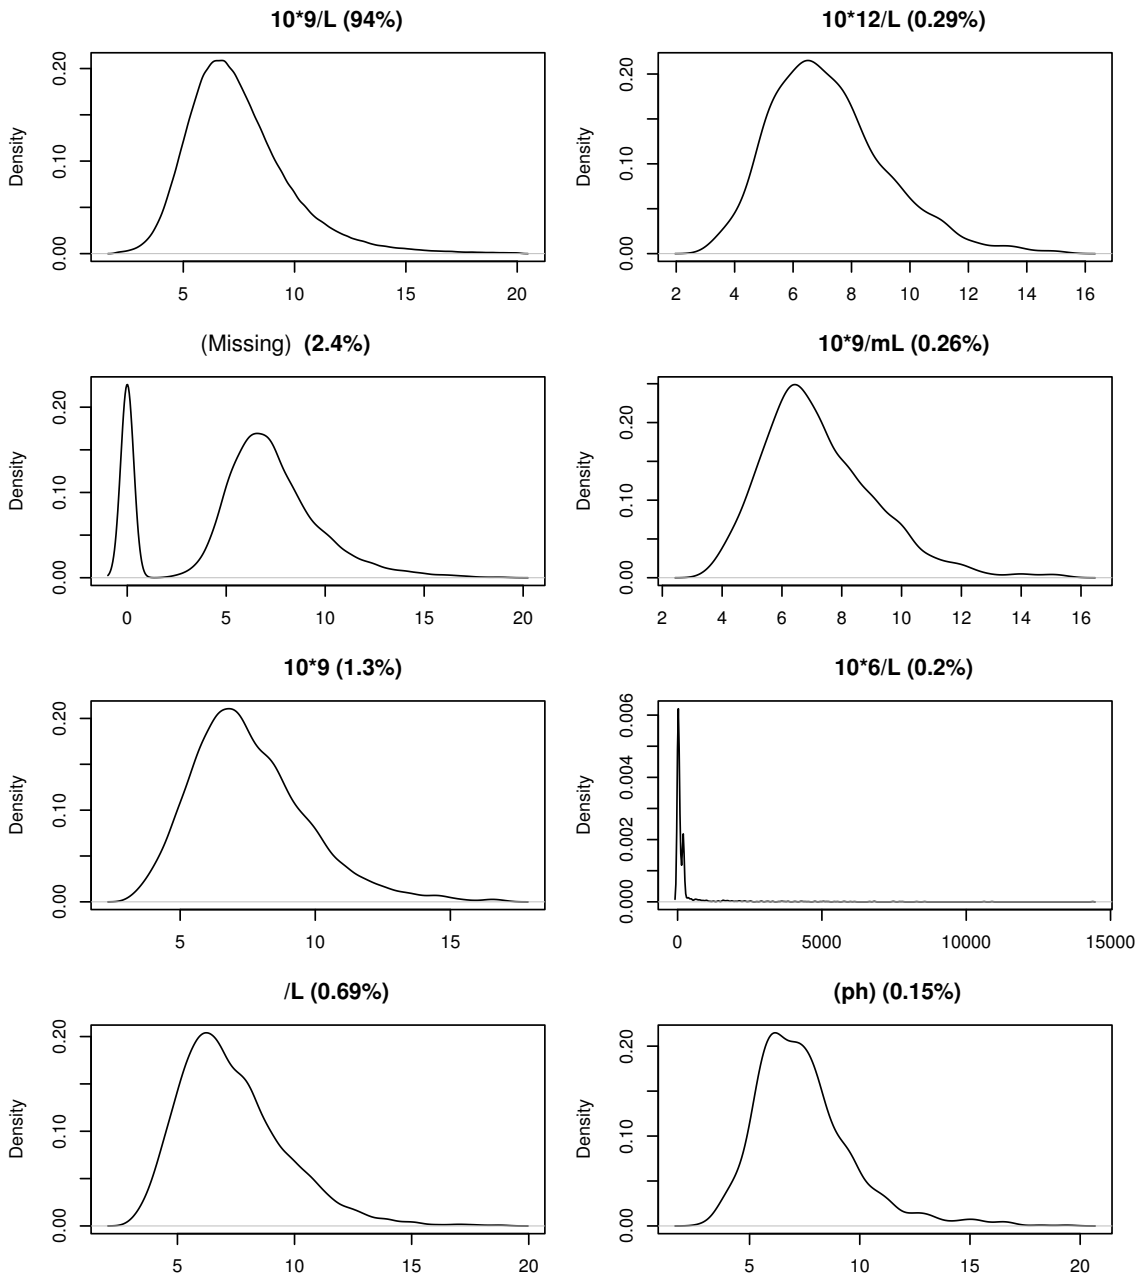 10*9/L (94%)
10*12/L (0.29%)
Density
0.00 0.10 0.20
5 10 15 20
Density
0.00 0.10 0.20
2 4 6 8 10 12 14 16
(Missing) (2.4%)
10*9/mL (0.26%)
Density
0.00 0.10 0.20
0 5 10 15 20
Density
0.00 0.10 0.20
2 4 6 8 10 12 14 16
10*9 (1.3%)
10*6/L (0.2%)
Density
0.00 0.10 0.20
5 10 15
Density
0.000 0.002 0.004 0.006
0 5000 10000 15000
/L (0.69%)
(ph) (0.15%)
Density
0.00 0.10 0.20
5 10 15 20
Density
0.00 0.10 0.20
5 10 15 20